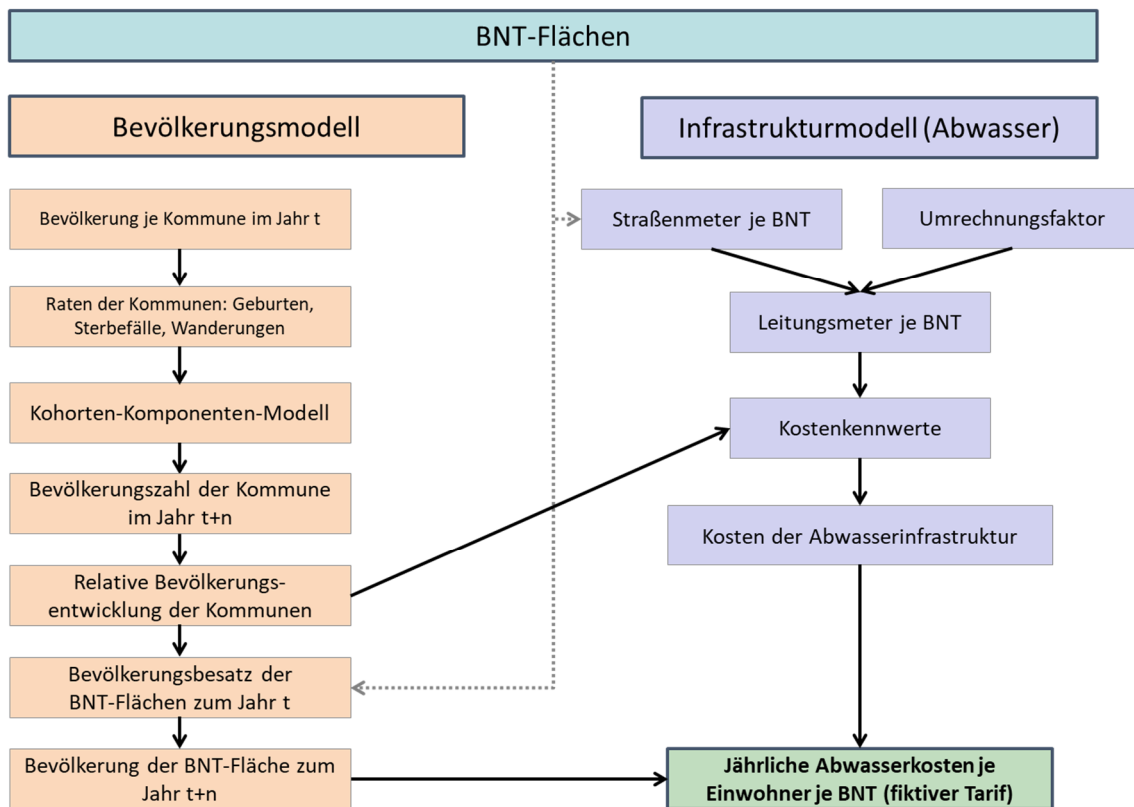 BNT-Flächen
Bevölkerungsmodell
Infrastrukturmodell (Abwasser)
Bevölkerung je Kommune im Jahr t
Raten der Kommunen: Geburten,
Sterbefälle, Wanderungen
Kohorten-Komponenten-Modell
Bevölkerungszahl der Kommune
im Jahr t+n
Relative Bevölkerungs-
entwicklung der Kommunen
Bevölkerungsbesatz der
BNT-Flächen zum Jahr t
Bevölkerung der BNT-Fläche zum
Jahr t+n
Straßenmeter je BNT
Umrechnungsfaktor
Leitungsmeter je BNT
Kostenkennwerte
Kosten der Abwasserinfrastruktur
Jährliche Abwasserkosten je
Einwohner je BNT (fiktiver Tarif)